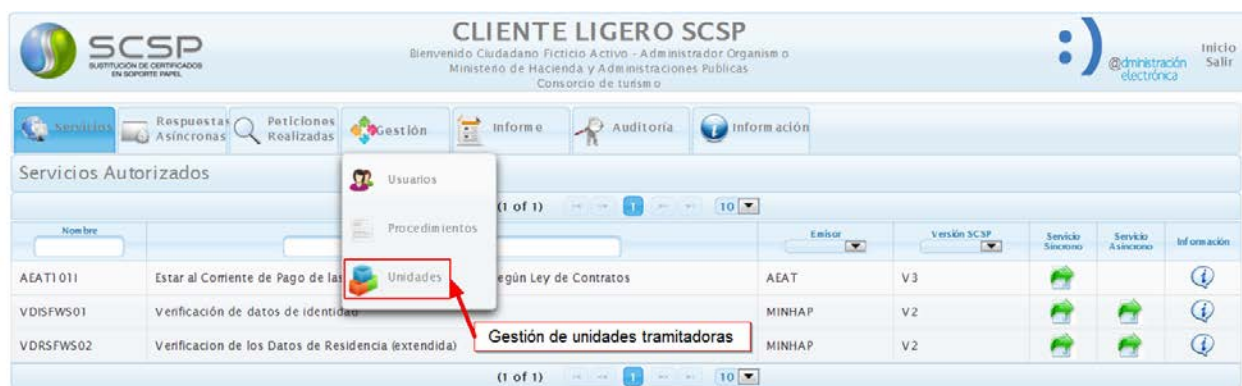 SCSP
SUSTITUCIÓN DE CERTIFICADOS
EN SOPORTE PAPEL
CLIENTE LIGERO SCSP
Bienvenido Ciudadano Ficticio Activo - Administrador Organismo
Ministerio de Hacienda y Administraciones Publicas
Consorcio de turismo
:)
@dministración
electrónica
Inicio
Salir
Servicios
Respuestas
Asíncronas
Peticiones
Realizadas
Gestión
Informe
Auditoría
Información
Servicios Autorizados
Usuarios
Procedimientos
Unidades
(1 of 1) 1 10
Nombre Emisor Versión SCSP Servicio Síncrono Servicio Asíncrono Información
AEAT101I Estar al Corriente de Pago de las egún Ley de Contratos AEAT V3
VDISFWS01 Verificación de datos de identidad MINHAP V2
Gestión de unidades tramitadoras
VDRSFWS02 Verificacion de los Datos de Residencia (extendida) MINHAP V2
(1 of 1) 1 10